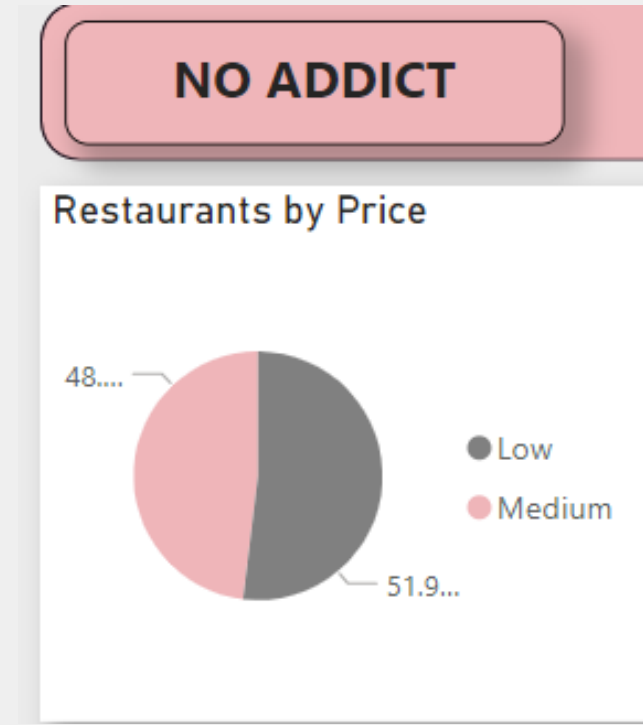 NO ADDICT
Restaurants by Price
48....
Low
Medium
51.9...